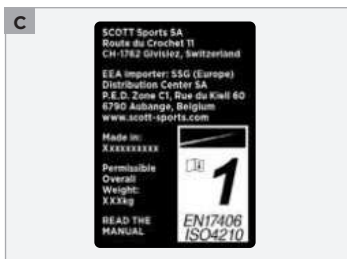 C
SCOTT Sports SA
Route du Crochet 11
CH-1762 Givisiez, Switzerland
EEA Importer: SSG (Europe)
Distribution Center SA
P.E.D. Zone C1, Rue du Kiell 60
6790 Aubange, Belgium
www.scott-sports.com
Made in:
Xxxxxxxxxx
Permissible
Overall
Weight:
XXXkg
READ THE
MANUAL
1
EN17406
ISO4210